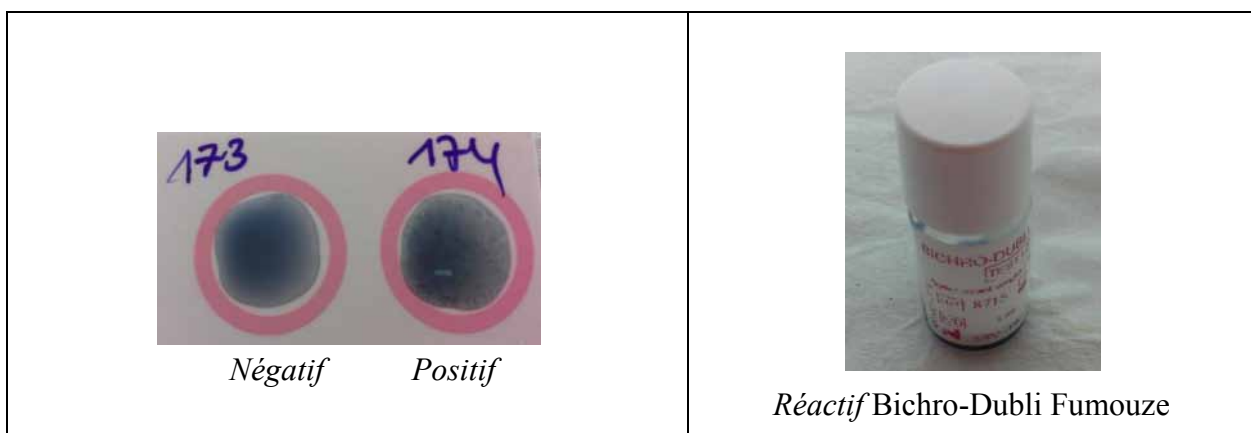 173 174
Négatif Positif
BICHRO-DUBLI
Réactif Bichro-Dubli Fumouze